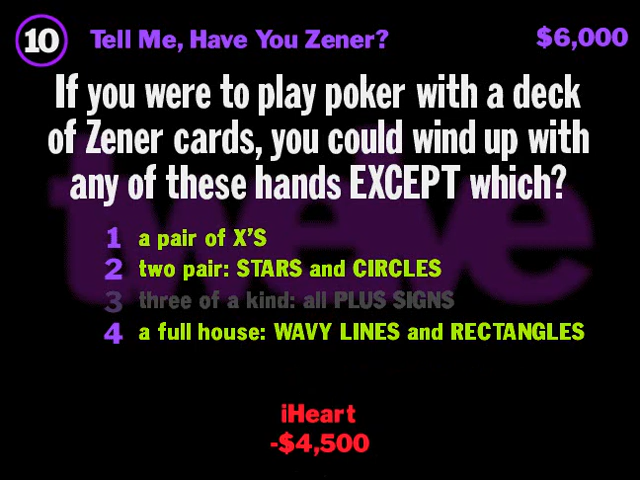 10 Tell Me, Have You Zener? $6,000
If you were to play poker with a deck
of Zener cards, you could wind up with
any of these hands EXCEPT which?
1 a pair of X'S
2 two pair: STARS and CIRCLES
3 three of a kind: all PLUS SIGNS
4 a full house: WAVY LINES and RECTANGLES
twelve
iHeart
-$4,500